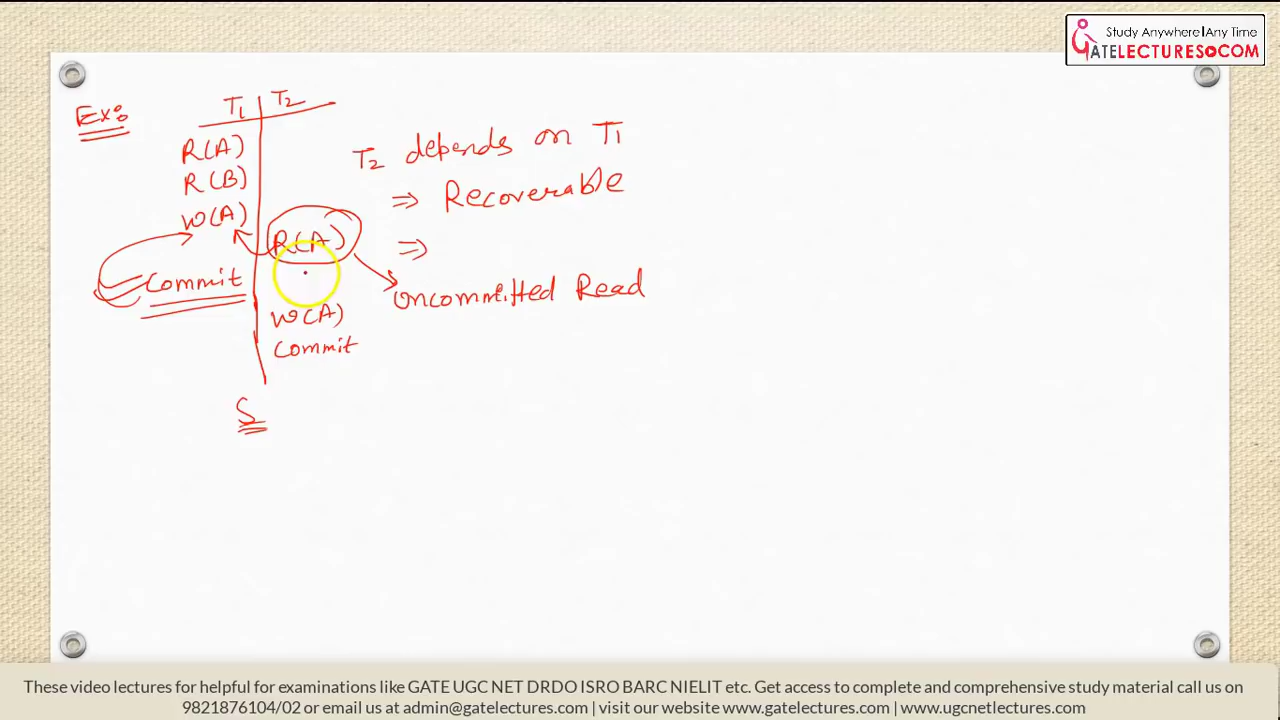 Study Anywhere|Any Time
GATELECTURES.COM
Ex:
T1 T2
R(A)
R(B)
W(A)
R(A)
Commit
W(A)
Commit
S
T2 depends on T1
⇒ Recoverable
⇒
Uncommitted Read
These video lectures for helpful for examinations like GATE UGC NET DRDO ISRO BARC NIELIT etc. Get access to complete and comprehensive study material call us on
9821876104/02 or email us at admin@gatelectures.com | visit our website www.gatelectures.com | www.ugcnetlectures.com